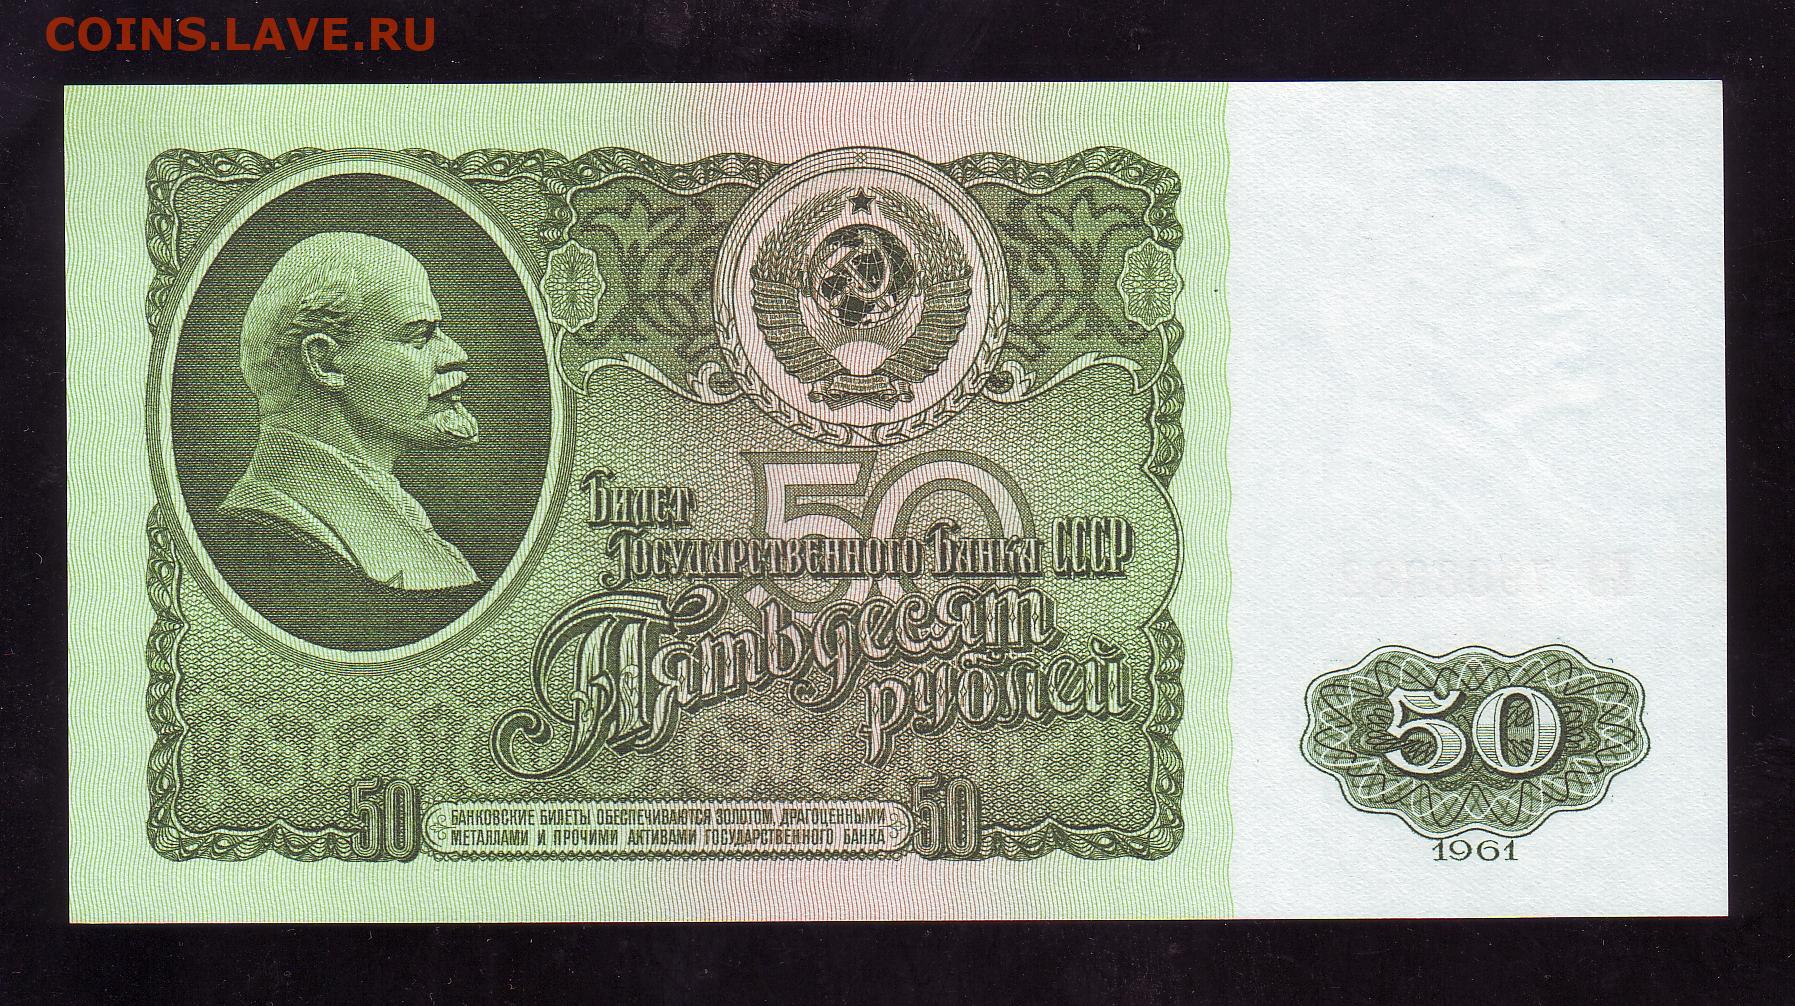 COINS.LAVE.RU
Билет
Государственного Банка СССР
50
Пятьдесят
рублей
50 БАНКОВСКИЕ БИЛЕТЫ ОБЕСПЕЧИВАЮТСЯ ЗОЛОТОМ, ДРАГОЦЕННЫМИ 50
МЕТАЛЛАМИ И ПРОЧИМИ АКТИВАМИ ГОСУДАРСТВЕННОГО БАНКА
50
1961